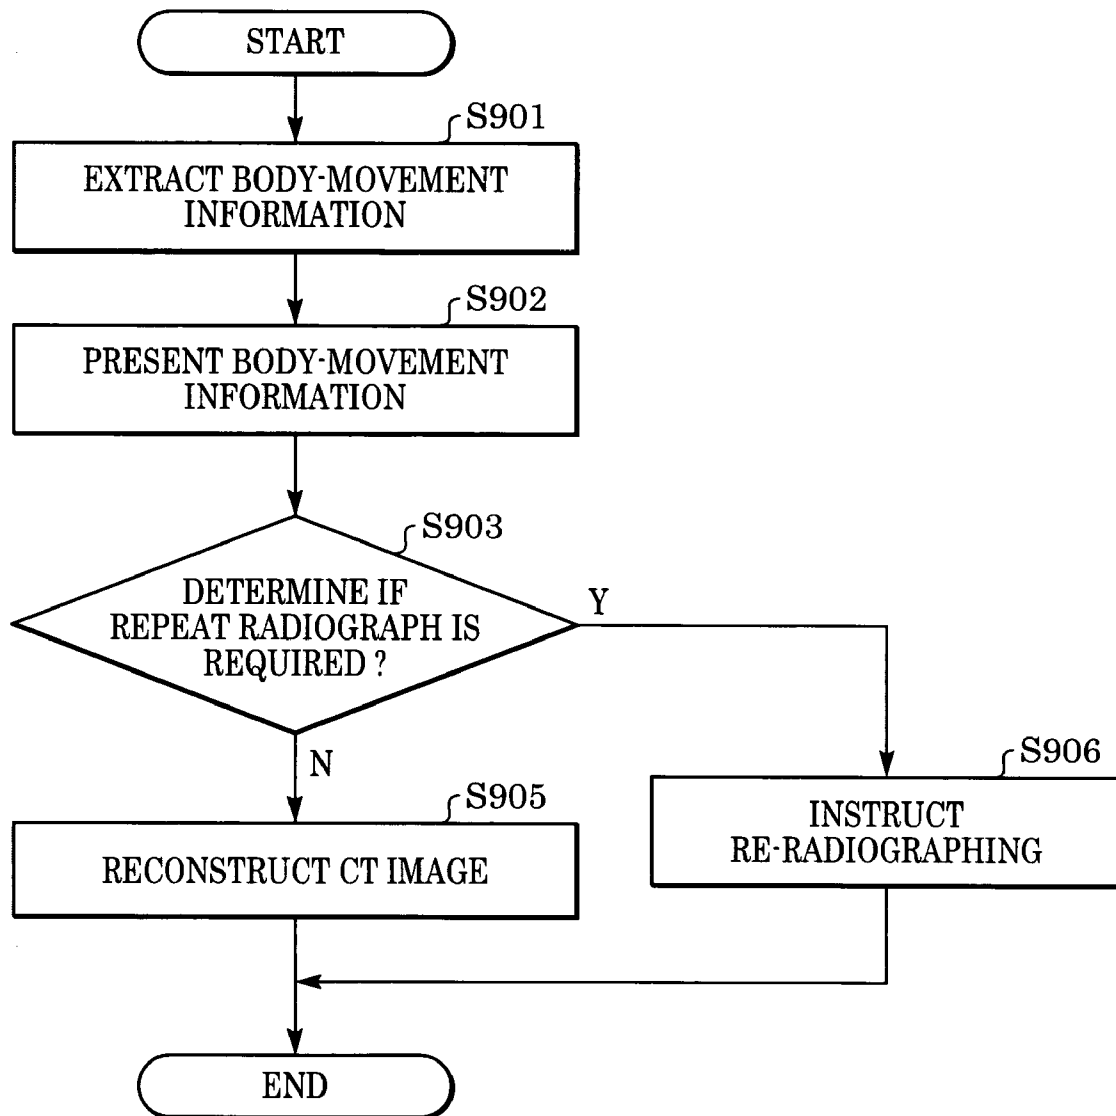 START
S901
EXTRACT BODY-MOVEMENT
INFORMATION
S902
PRESENT BODY-MOVEMENT
INFORMATION
S903
DETERMINE IF
REPEAT RADIOGRAPH IS
REQUIRED ?
Y
N
S906
INSTRUCT
RE-RADIOGRAPHING
S905
RECONSTRUCT CT IMAGE
END